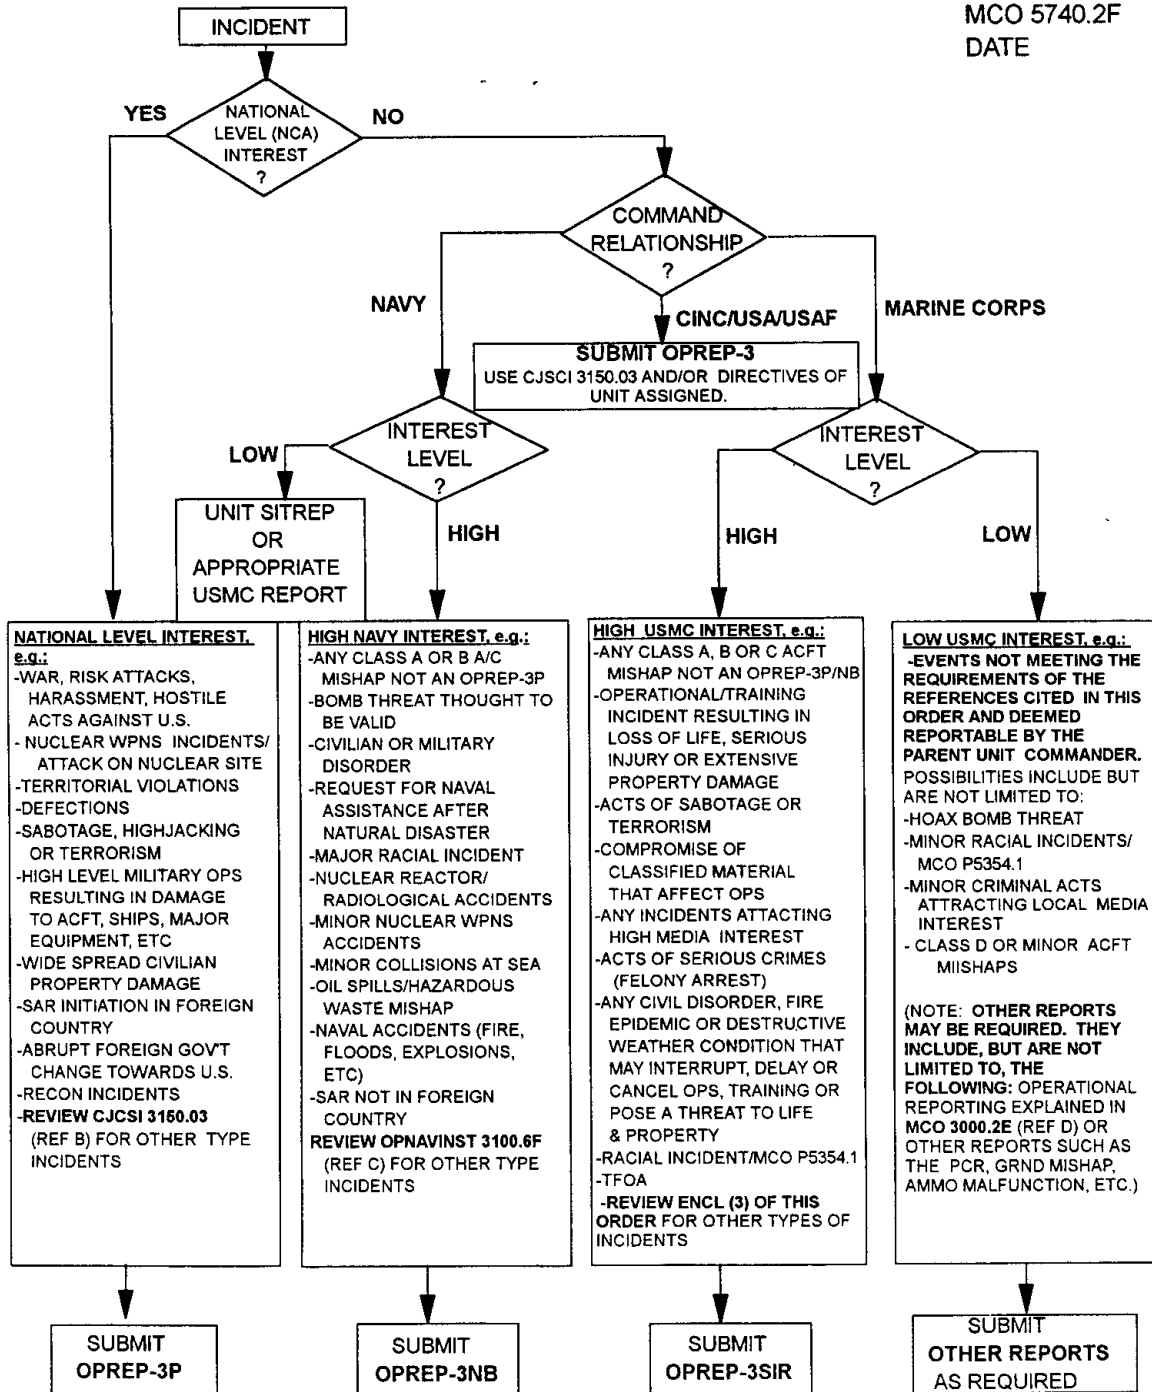 MCO 5740.2F
DATE
INCIDENT
YES
NATIONAL
LEVEL (NCA)
INTEREST
?
NO
COMMAND
RELATIONSHIP
?
NAVY
CINC/USA/USAF
MARINE CORPS
SUBMIT OPREP-3
USE CJSCI 3150.03 AND/OR DIRECTIVES OF
UNIT ASSIGNED.
INTEREST
LEVEL
?
LOW
HIGH
UNIT SITREP
OR
APPROPRIATE
USMC REPORT
INTEREST
LEVEL
?
HIGH
LOW
NATIONAL LEVEL INTEREST,
e.g.:
-WAR, RISK ATTACKS,
HARASSMENT, HOSTILE
ACTS AGAINST U.S.
- NUCLEAR WPNS INCIDENTS/
ATTACK ON NUCLEAR SITE
-TERRITORIAL VIOLATIONS
-DEFECTIONS
-SABOTAGE, HIGHJACKING
OR TERRORISM
-HIGH LEVEL MILITARY OPS
RESULTING IN DAMAGE
TO ACFT, SHIPS, MAJOR
EQUIPMENT, ETC
-WIDE SPREAD CIVILIAN
PROPERTY DAMAGE
-SAR INITIATION IN FOREIGN
COUNTRY
-ABRUPT FOREIGN GOV'T
CHANGE TOWARDS U.S.
-RECON INCIDENTS
-REVIEW CJCSI 3150.03
(REF B) FOR OTHER TYPE
INCIDENTS
HIGH NAVY INTEREST, e.g.:
-ANY CLASS A OR B A/C
MISHAP NOT AN OPREP-3P
-BOMB THREAT THOUGHT TO
BE VALID
-CIVILIAN OR MILITARY
DISORDER
-REQUEST FOR NAVAL
ASSISTANCE AFTER
NATURAL DISASTER
-MAJOR RACIAL INCIDENT
-NUCLEAR REACTOR/
RADIOLOGICAL ACCIDENTS
-MINOR NUCLEAR WPNS
ACCIDENTS
-MINOR COLLISIONS AT SEA
-OIL SPILLS/HAZARDOUS
WASTE MISHAP
-NAVAL ACCIDENTS (FIRE,
FLOODS, EXPLOSIONS,
ETC)
-SAR NOT IN FOREIGN
COUNTRY
REVIEW OPNAVINST 3100.6F
(REF C) FOR OTHER TYPE
INCIDENTS
HIGH USMC INTEREST, e.g.:
-ANY CLASS A, B OR C ACFT
MISHAP NOT AN OPREP-3P/NB
-OPERATIONAL/TRAINING
INCIDENT RESULTING IN
LOSS OF LIFE, SERIOUS
INJURY OR EXTENSIVE
PROPERTY DAMAGE
-ACTS OF SABOTAGE OR
TERRORISM
-COMPROMISE OF
CLASSIFIED MATERIAL
THAT AFFECT OPS
-ANY INCIDENTS ATTACTING
HIGH MEDIA INTEREST
-ACTS OF SERIOUS CRIMES
(FELONY ARREST)
-ANY CIVIL DISORDER, FIRE
EPIDEMIC OR DESTRUCTIVE
WEATHER CONDITION THAT
MAY INTERRUPT, DELAY OR
CANCEL OPS, TRAINING OR
POSE A THREAT TO LIFE
& PROPERTY
-RACIAL INCIDENT/MCO P5354.1
-TFOA
-REVIEW ENCL (3) OF THIS
ORDER FOR OTHER TYPES OF
INCIDENTS
LOW USMC INTEREST, e.g.:
-EVENTS NOT MEETING THE
REQUIREMENTS OF THE
REFERENCES CITED IN THIS
ORDER AND DEEMED
REPORTABLE BY THE
PARENT UNIT COMMANDER.
POSSIBILITIES INCLUDE BUT
ARE NOT LIMITED TO:
-HOAX BOMB THREAT
-MINOR RACIAL INCIDENTS/
MCO P5354.1
-MINOR CRIMINAL ACTS
ATTRACTING LOCAL MEDIA
INTEREST
- CLASS D OR MINOR ACFT
MIISHAPS
(NOTE: OTHER REPORTS
MAY BE REQUIRED. THEY
INCLUDE, BUT ARE NOT
LIMITED TO, THE
FOLLOWING: OPERATIONAL
REPORTING EXPLAINED IN
MCO 3000.2E (REF D) OR
OTHER REPORTS SUCH AS
THE PCR, GRND MISHAP,
AMMO MALFUNCTION, ETC.)
SUBMIT
OPREP-3P
SUBMIT
OPREP-3NB
SUBMIT
OPREP-3SIR
SUBMIT
OTHER REPORTS
AS REQUIRED